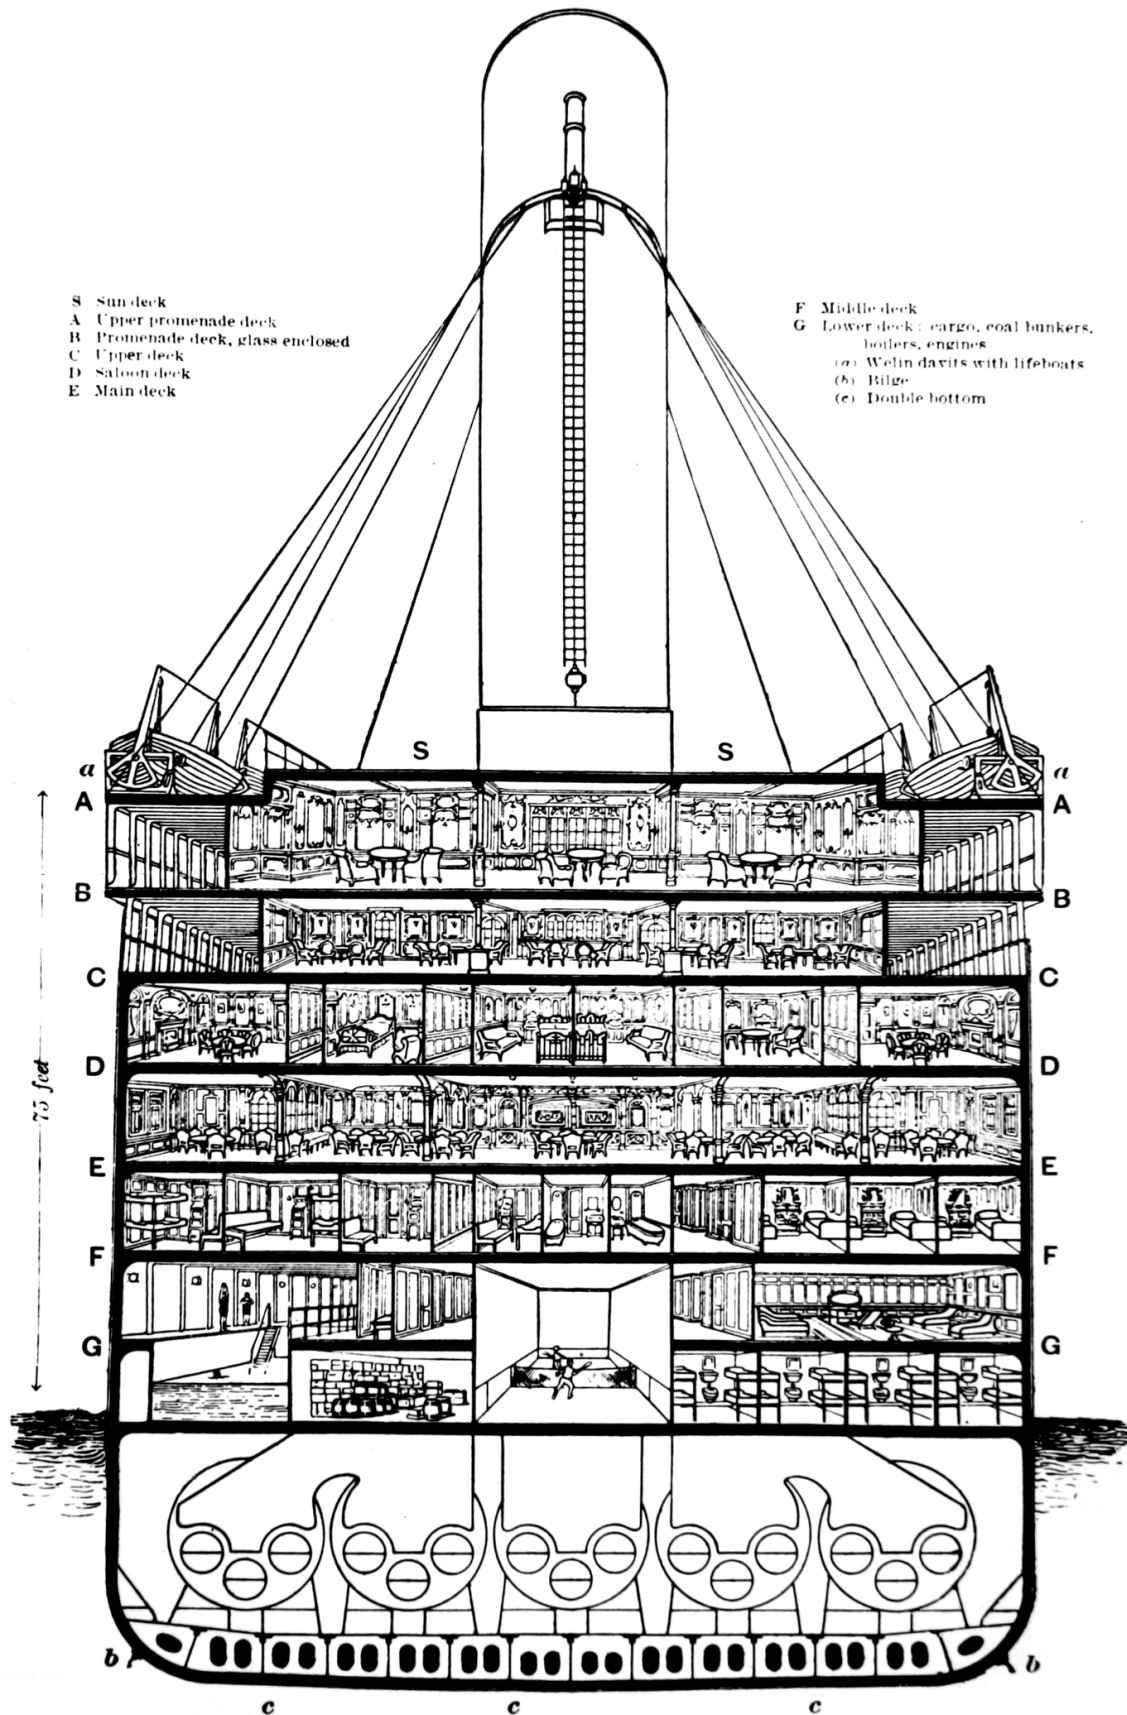 S Sun deck
A Upper promenade deck
B Promenade deck, glass enclosed
C Upper deck
D Saloon deck
E Main deck
F Middle deck
G Lower deck: cargo, coal bunkers,
boilers, engines
(a) Welin davits with lifeboats
(b) Bilge
(c) Double bottom
S S
a a
A A
B B
C C
D D
75 feet
E E
F F
G G
b b
c c c